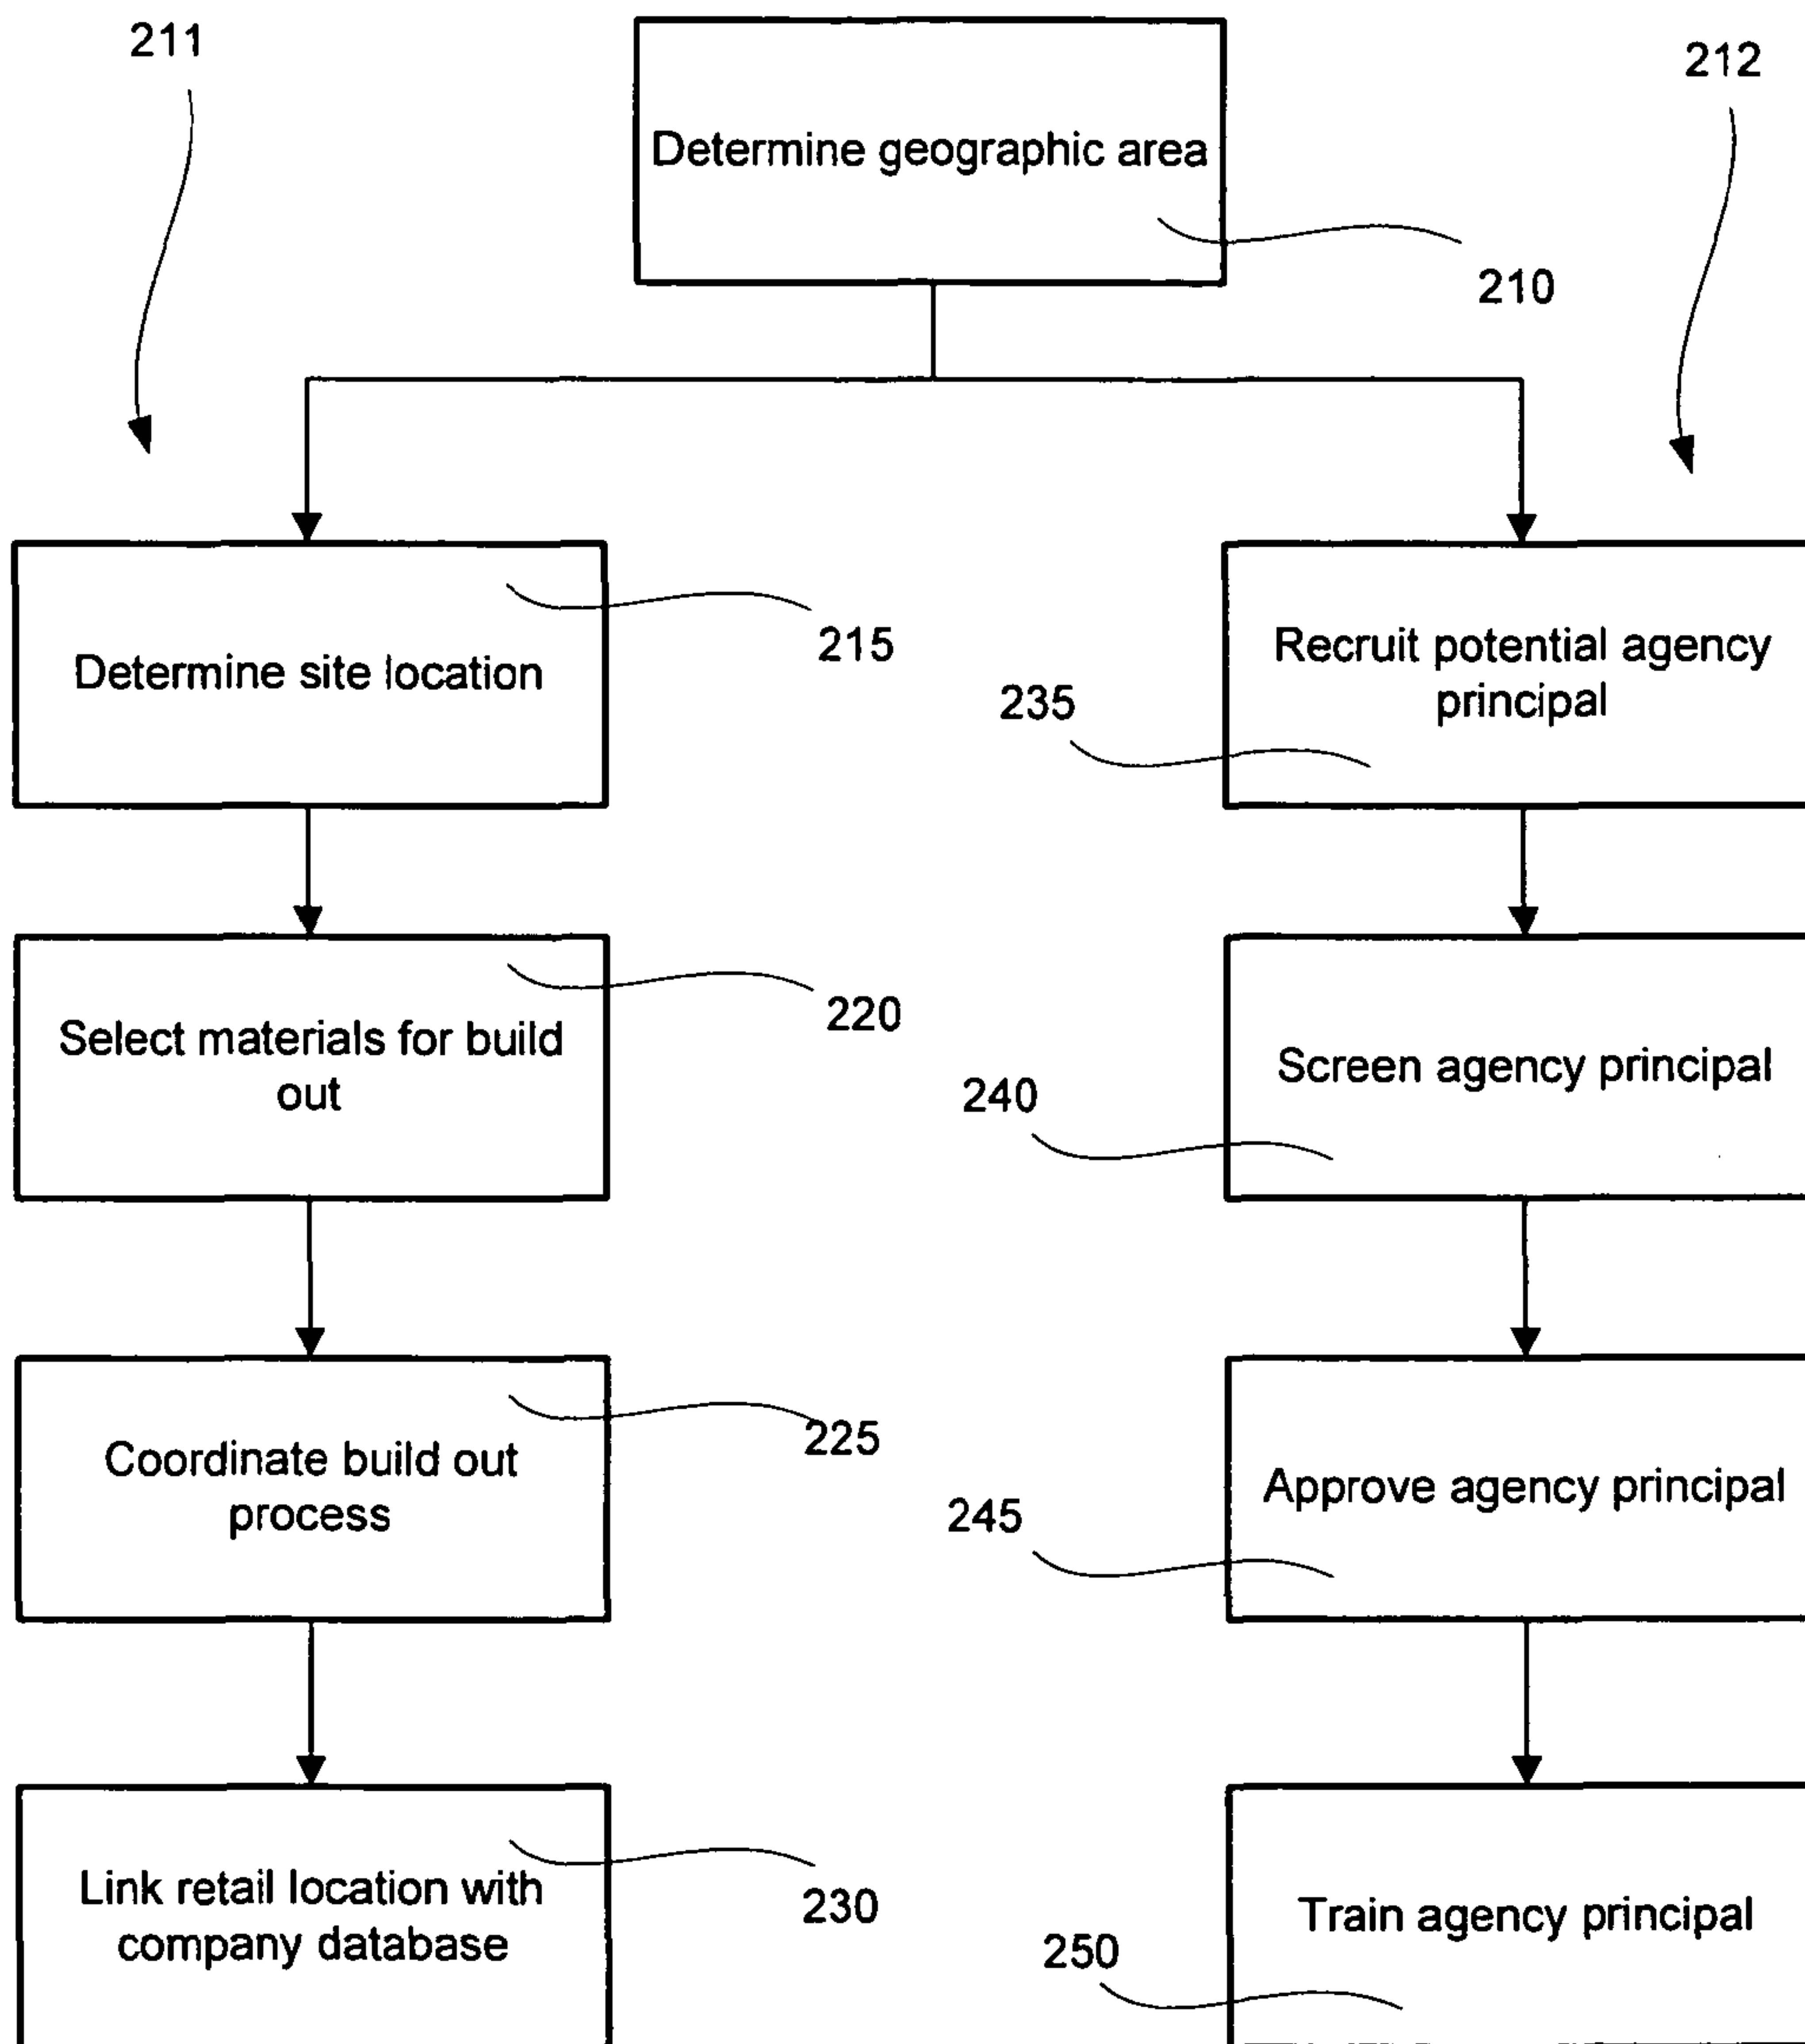 211
212
Determine geographic area
210
Determine site location
215
Recruit potential agency
principal
235
Select materials for build
out
220
Screen agency principal
240
Coordinate build out
process
225
Approve agency principal
245
Link retail location with
company database
230
Train agency principal
250